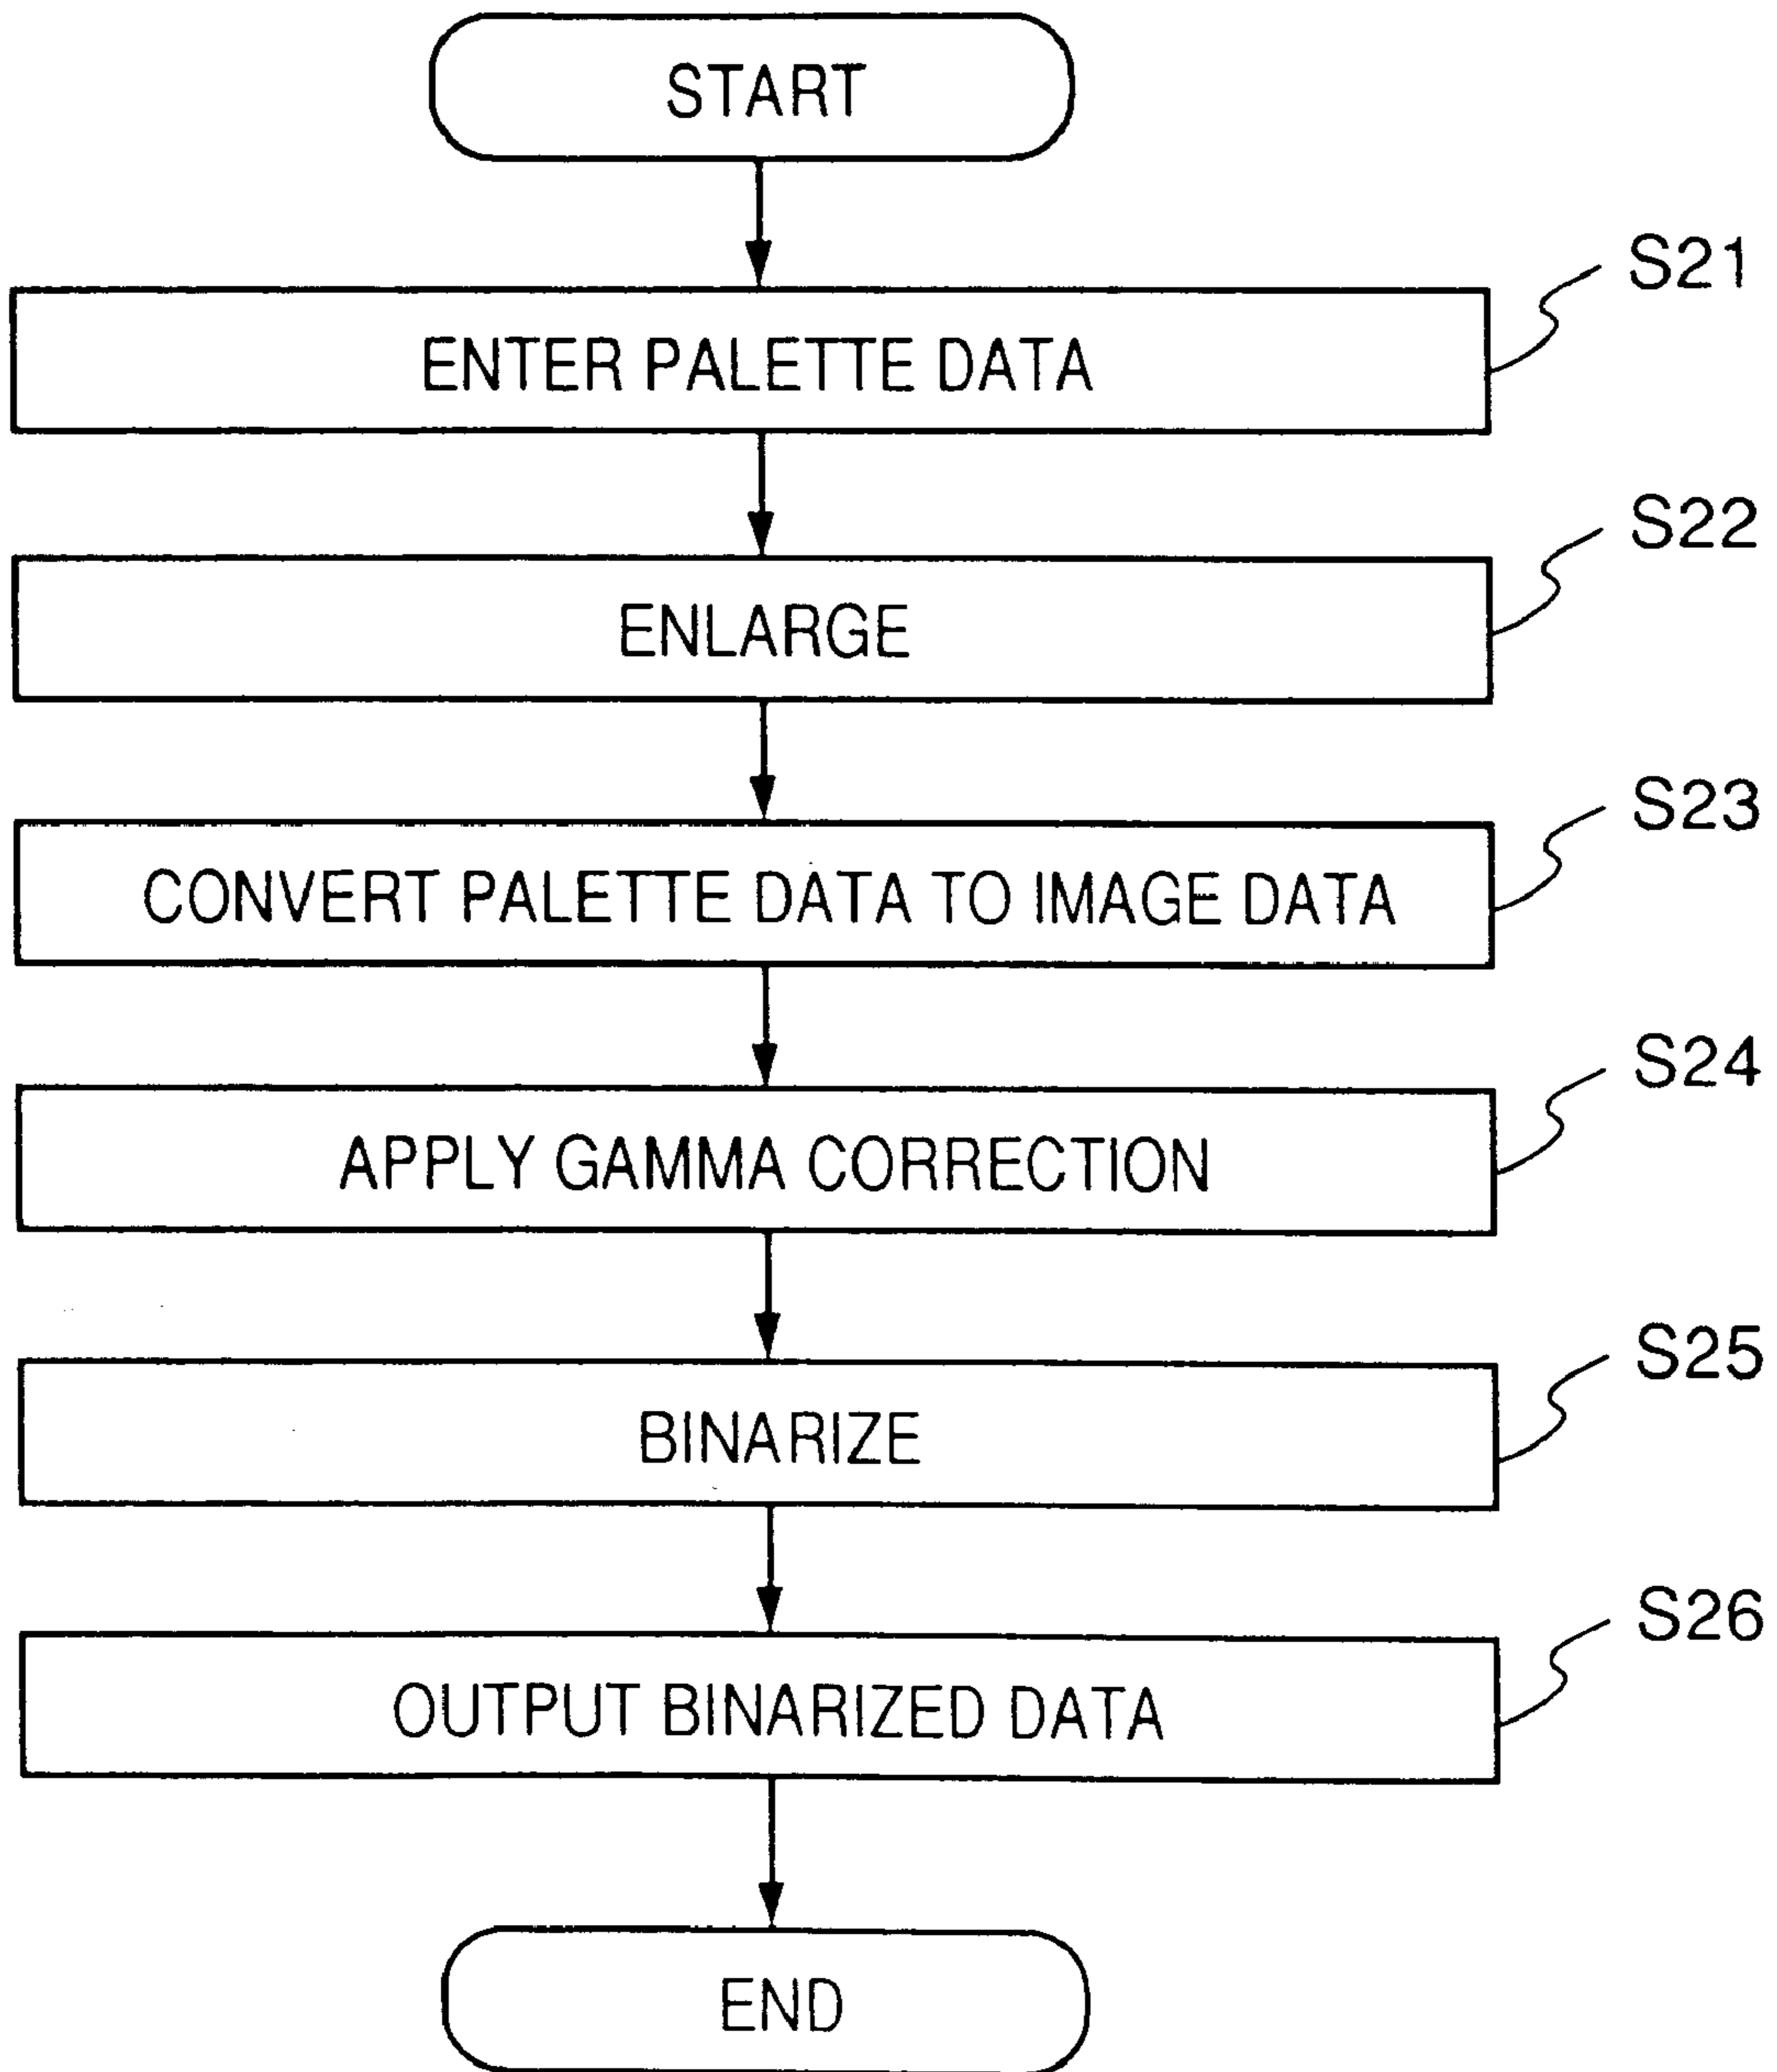 START
S21
ENTER PALETTE DATA
S22
ENLARGE
S23
CONVERT PALETTE DATA TO IMAGE DATA
S24
APPLY GAMMA CORRECTION
S25
BINARIZE
S26
OUTPUT BINARIZED DATA
END